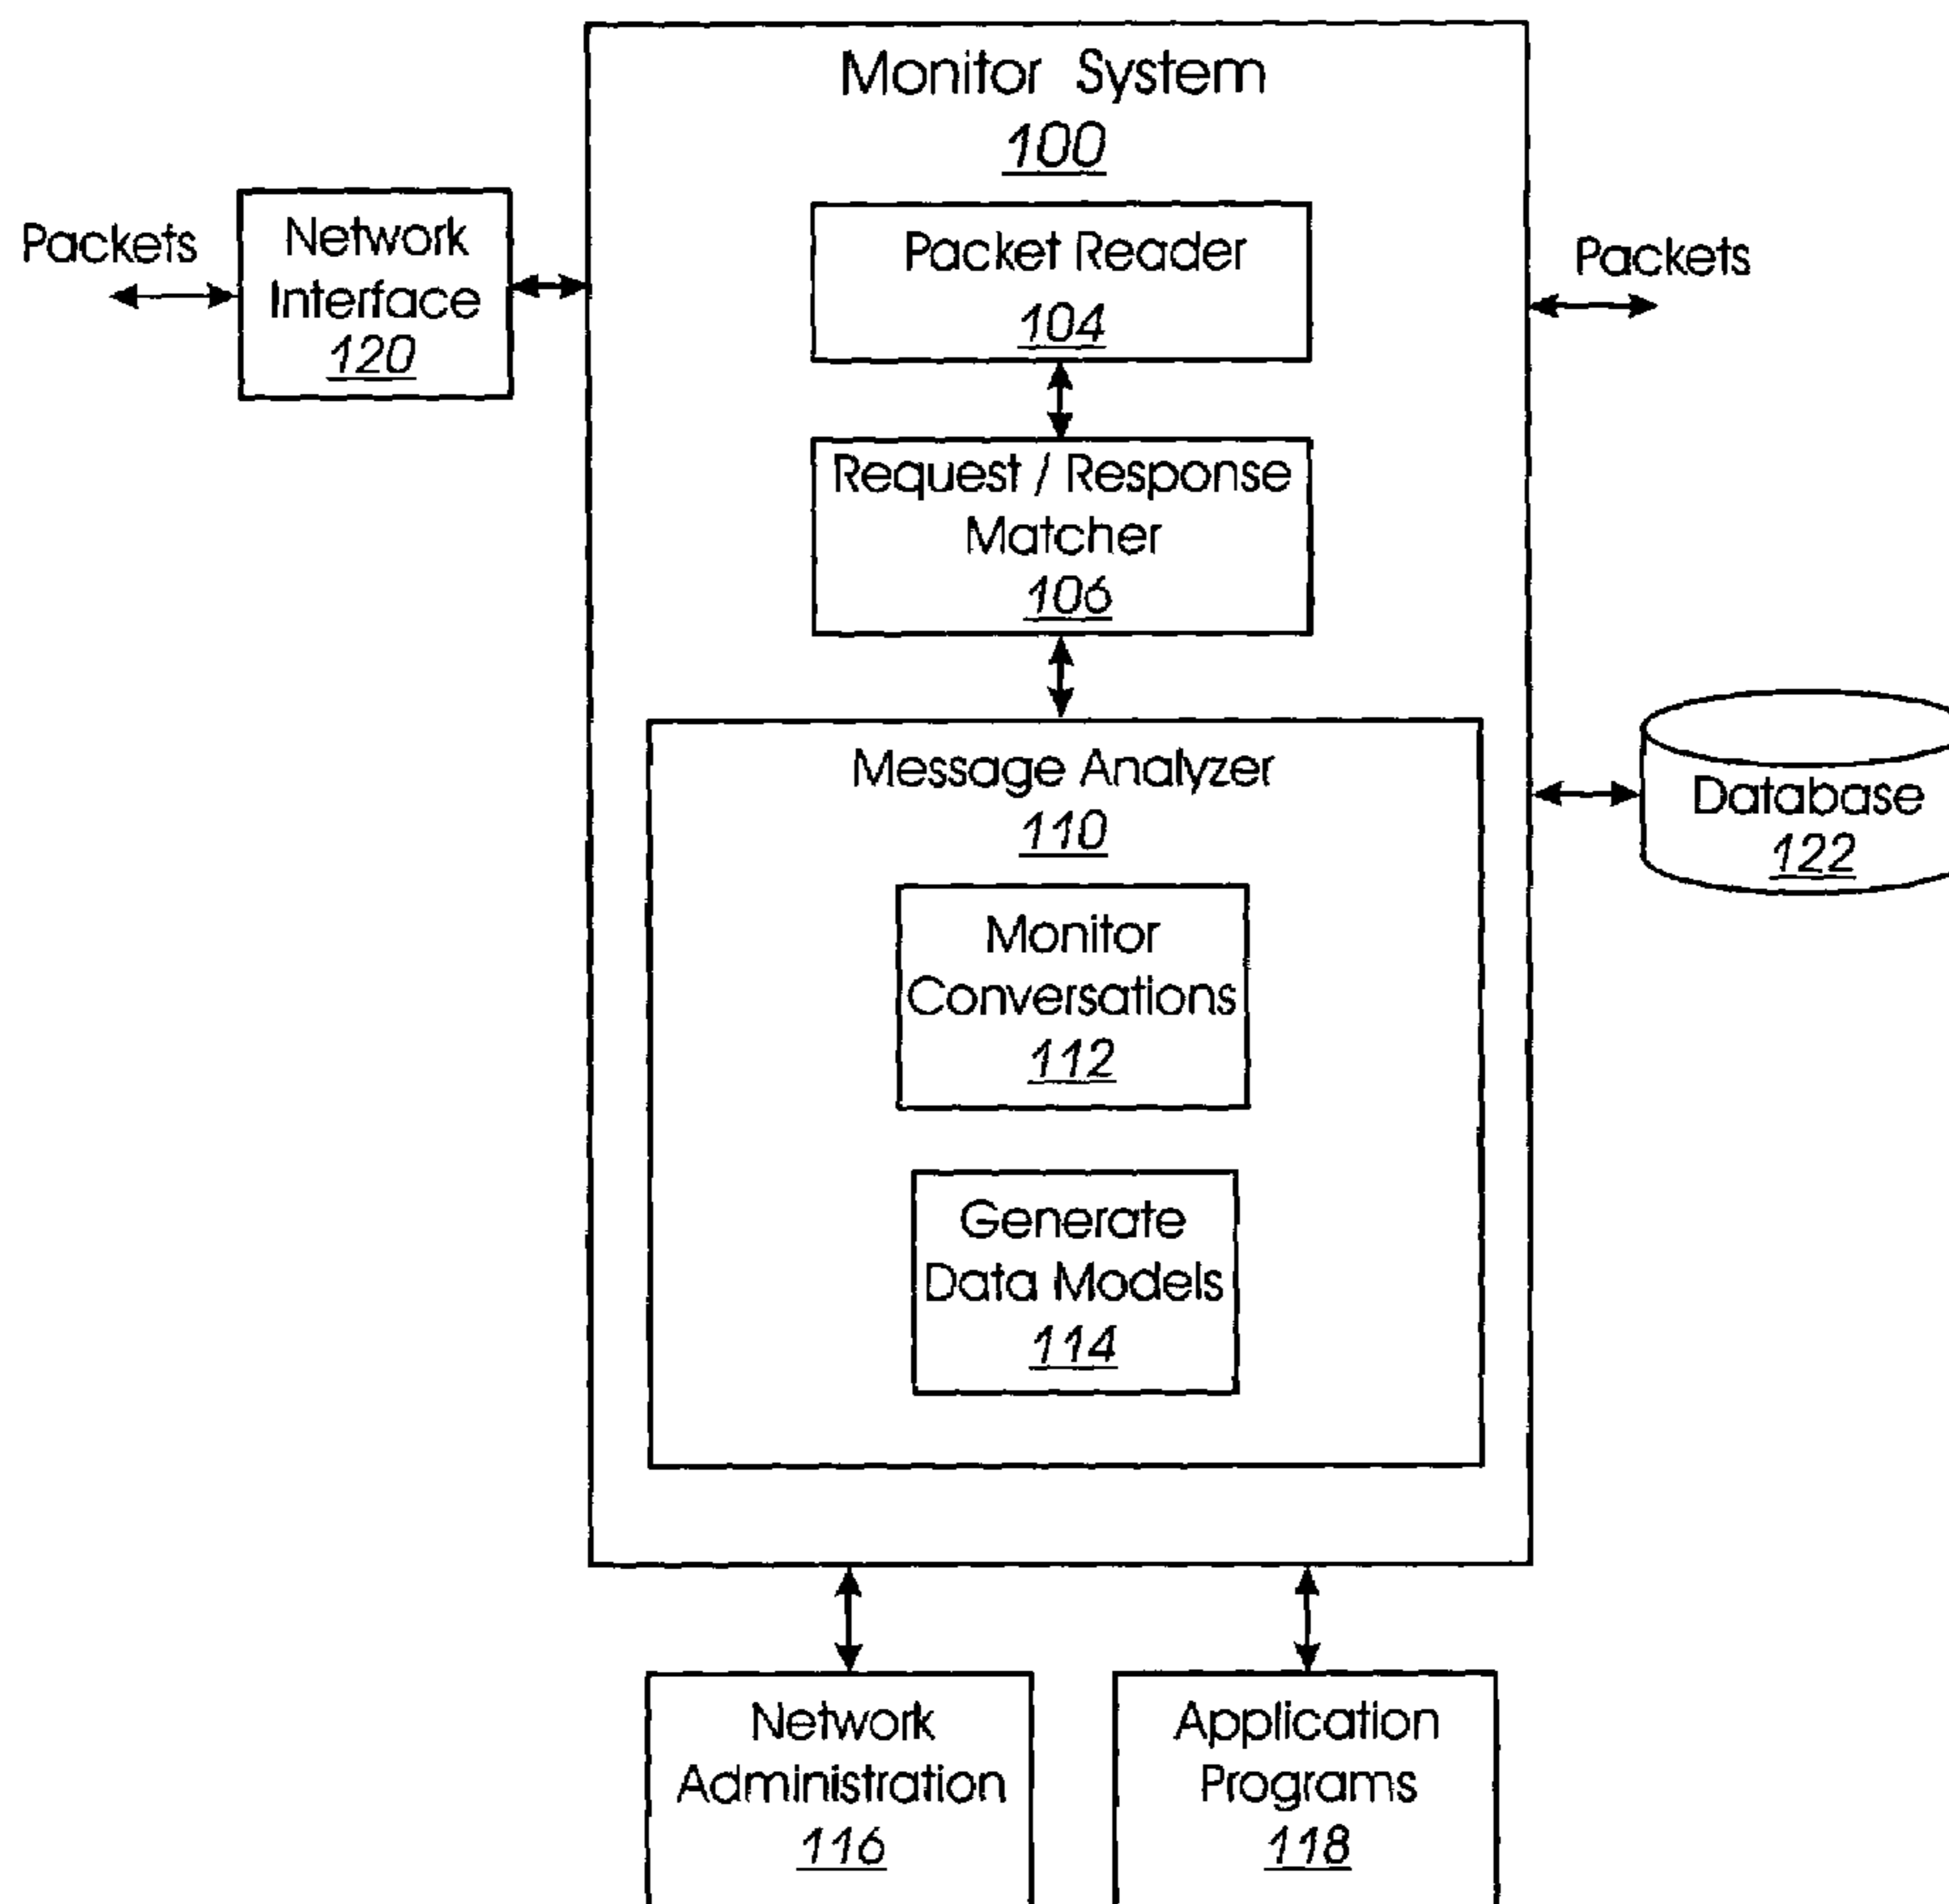 Monitor System
100
Packets
Network
Interface
120
Packet Reader
104
Packets
Request / Response
Matcher
106
Message Analyzer
110
Database
122
Monitor
Conversations
112
Generate
Data Models
114
Network
Administration
116
Application
Programs
118